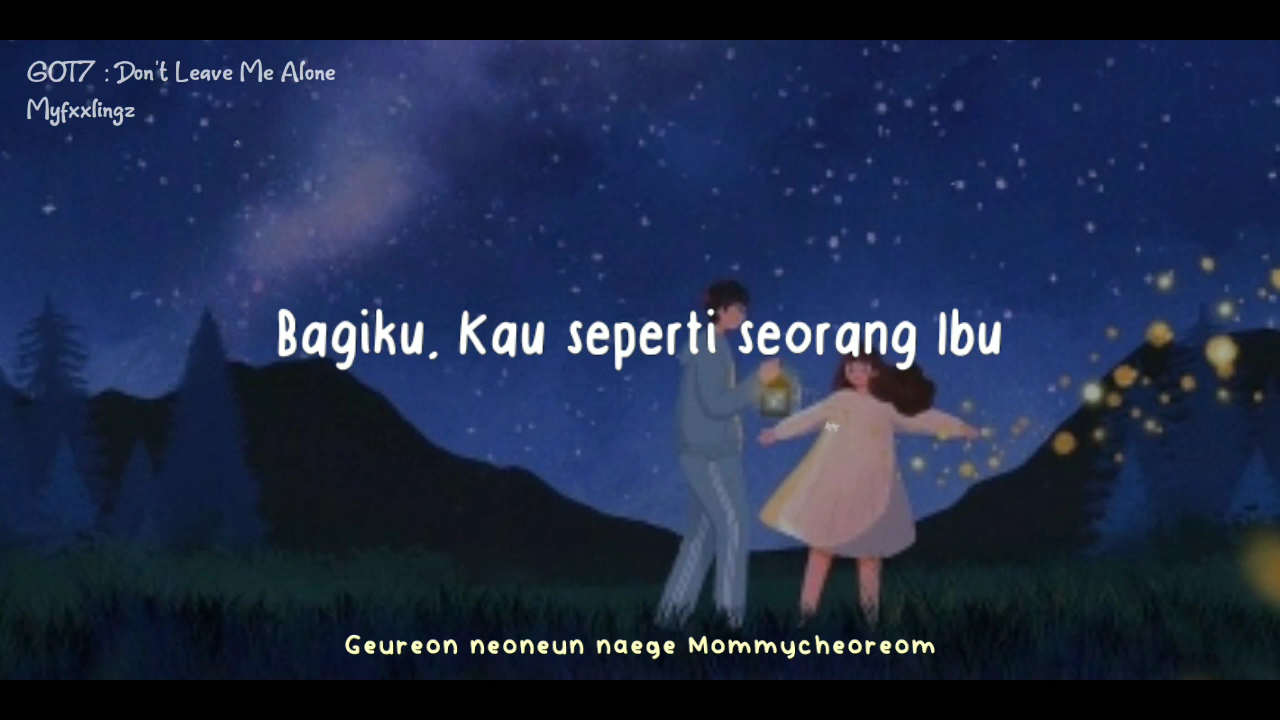 GOT7 : Don't Leave Me Alone
Myfxxlingz
Bagiku. Kau seperti seorang Ibu
Geureon neoneun naege Mommycheoreom